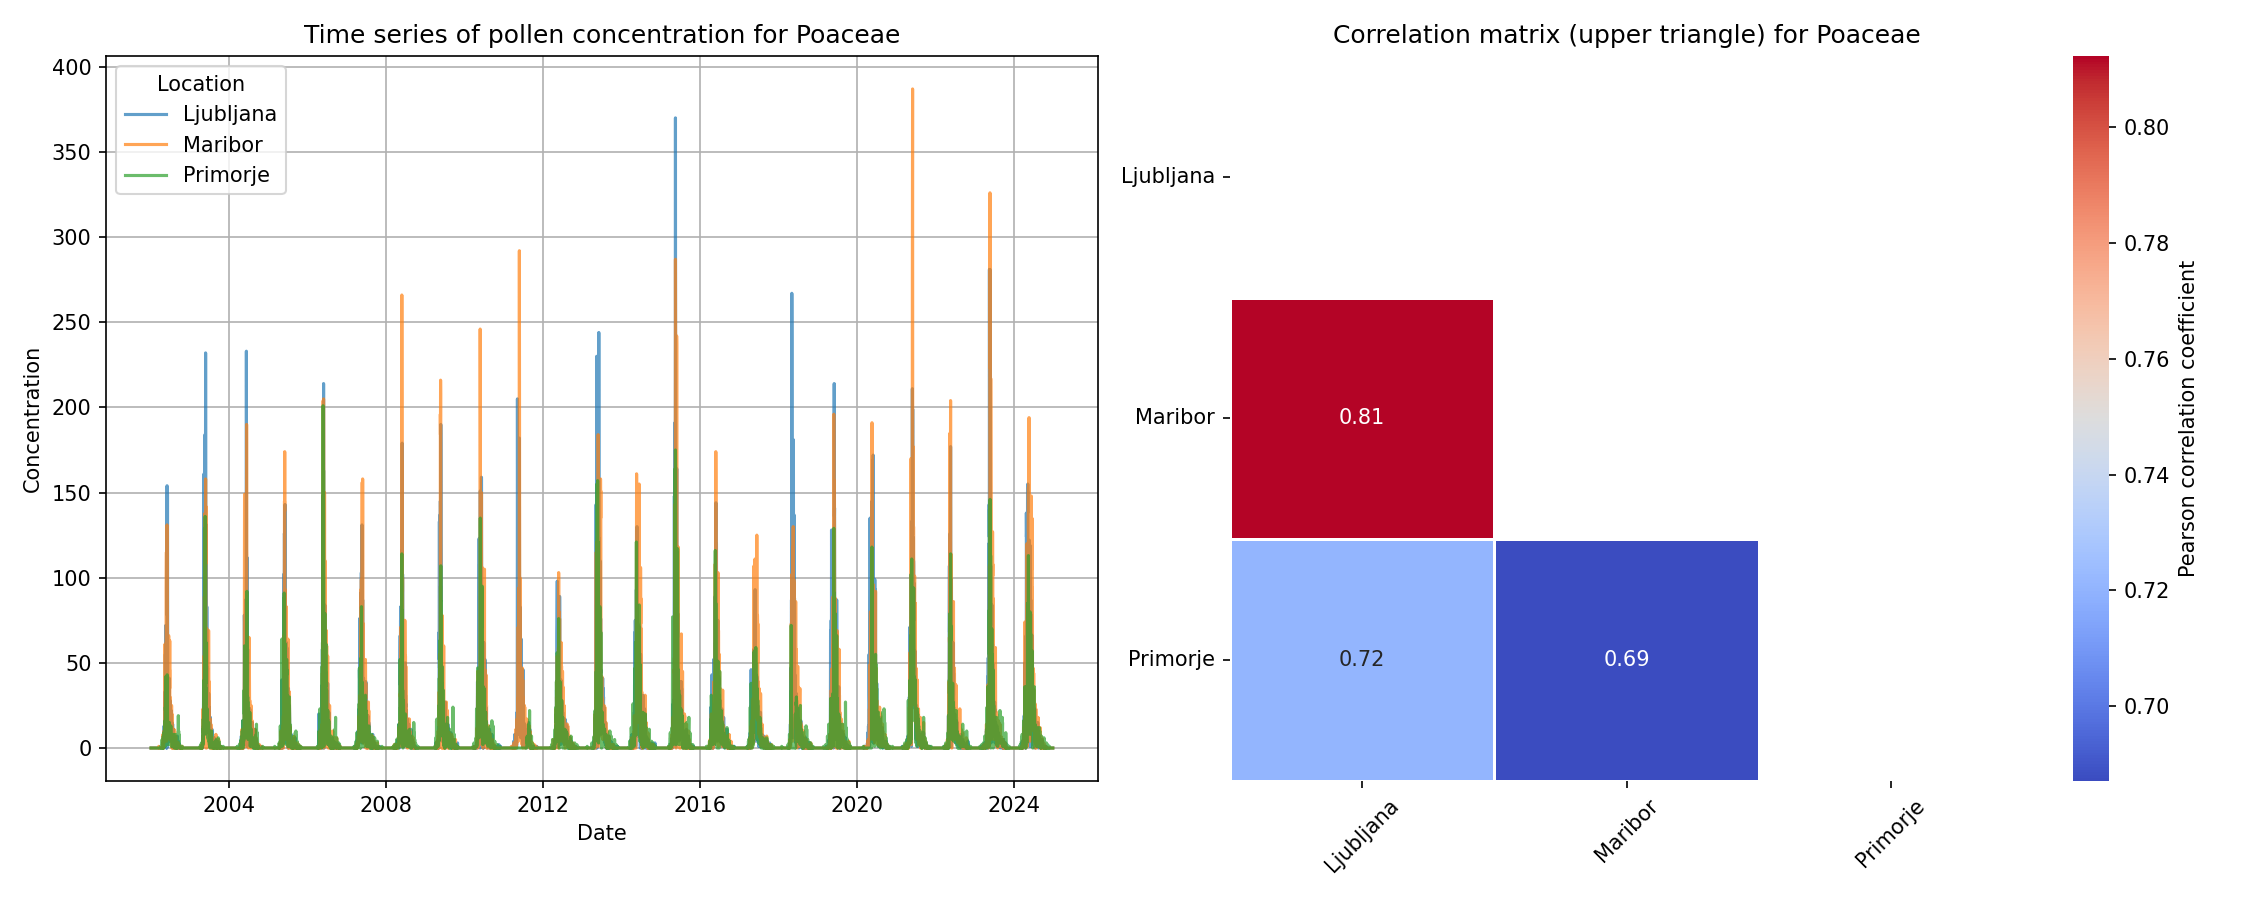 Time series of pollen concentration for Poaceae
400
350
300
250
200
150
100
50
0
Concentration
Location
Ljubljana
Maribor
Primorje
2004
2008
2012
2016
2020
2024
Date
Correlation matrix (upper triangle) for Poaceae
Ljubljana
Maribor
Primorje
0.81
0.72
0.69
Ljubljana
Maribor
Primorje
0.80
0.78
0.76
0.74
0.72
0.70
Pearson correlation coefficient